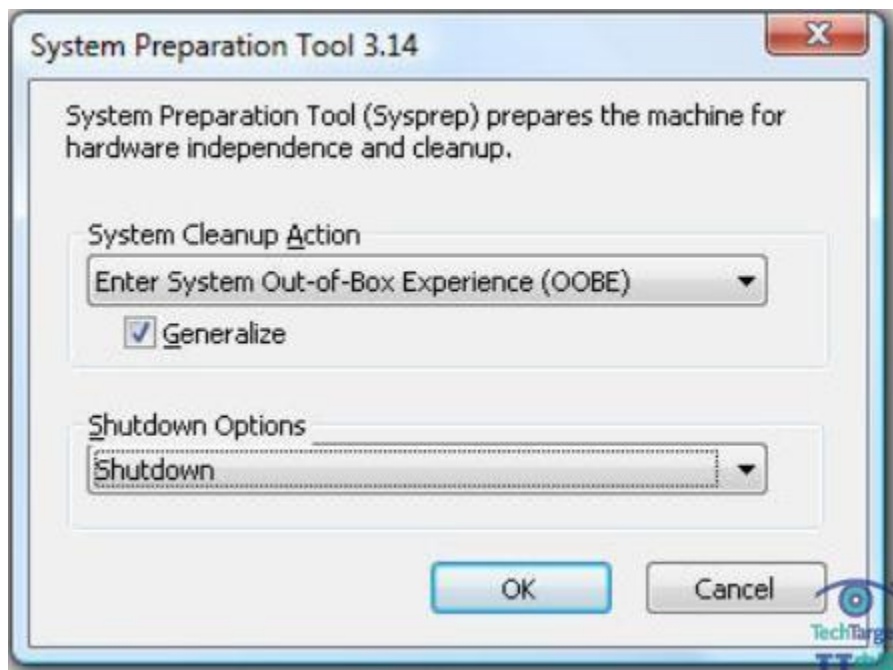 System Preparation Tool 3.14
System Preparation Tool (Sysprep) prepares the machine for
hardware independence and cleanup.
System Cleanup Action
Enter System Out-of-Box Experience (OOBE)
Generalize
Shutdown Options
Shutdown
OK
Cancel